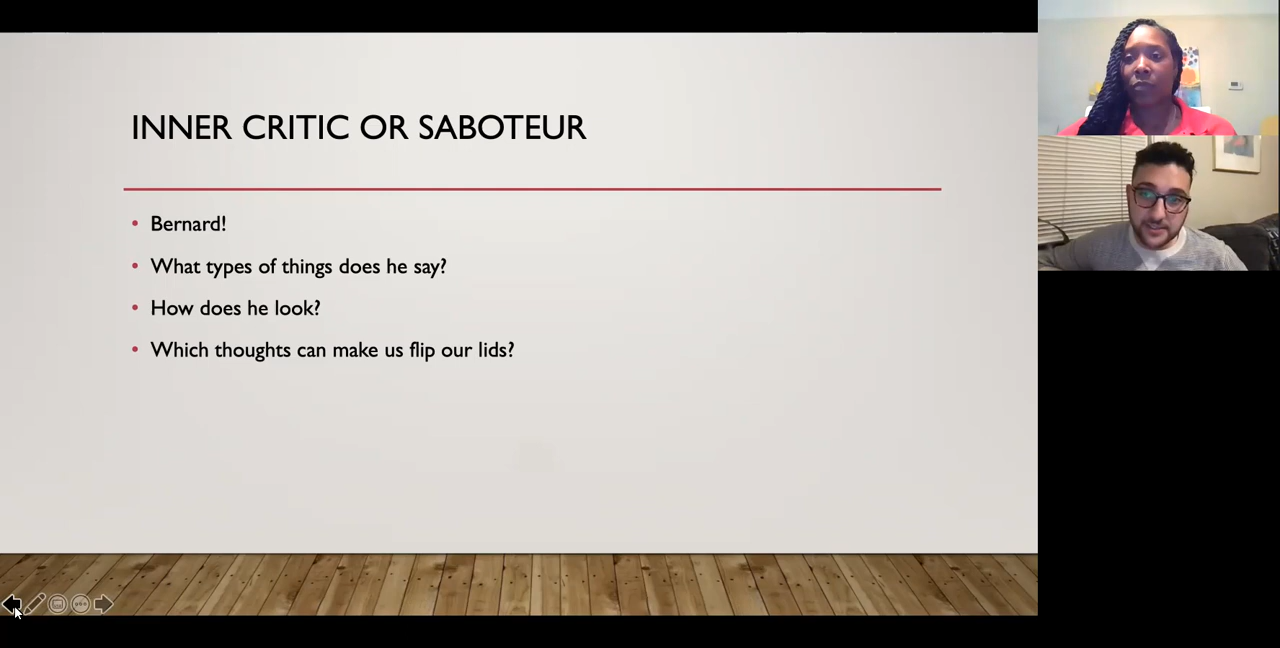 INNER CRITIC OR SABOTEUR
Bernard!
What types of things does he say?
How does he look?
Which thoughts can make us flip our lids?